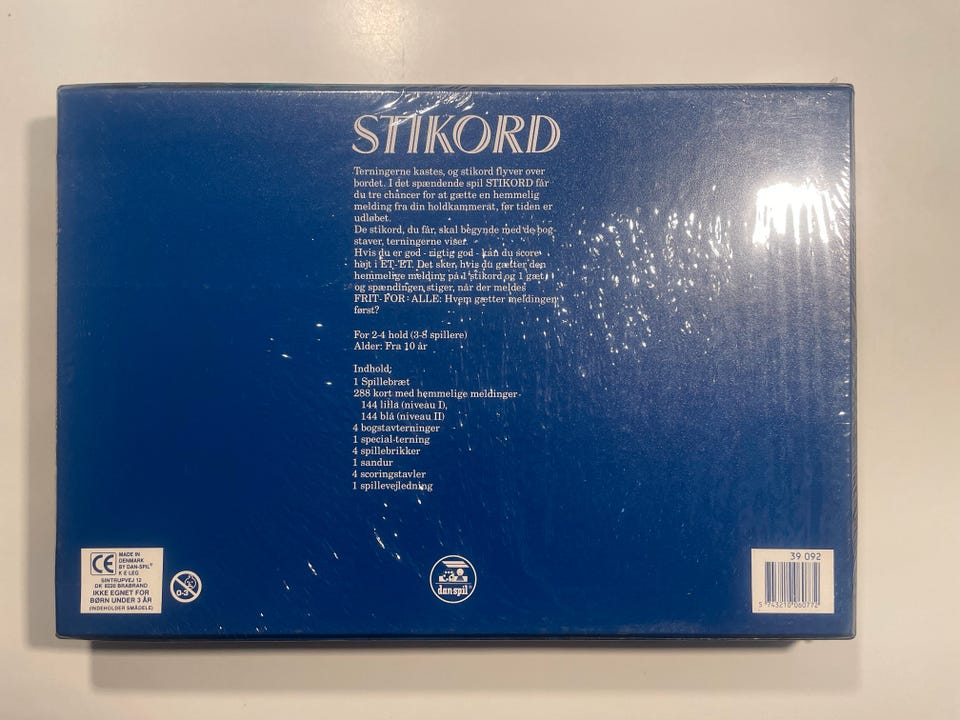 STIKORD
Terningerne kastes, og stikord flyver over
bordet. I det spændende spil STIKORD får
du tre chancer for at gætte en hemmelig
melding fra din holdkammerat, før tiden er
udløbet.
De stikord, du får, skal begynde med de bog-
staver, terningerne viser.
Hvis du er god - rigtig god - kan du score
højt i ET-ET. Det sker, hvis du gætter den
hemmelige melding på 1 stikord og 1 gæt,
og spændingen stiger, når der meldes
FRIT-FOR-ALLE: Hvem gætter meldingen
først?
For 2-4 hold (3-8 spillere)
Alder: Fra 10 år
Indhold:
1 Spillebræt
288 kort med hemmelige meldinger
144 lilla (niveau I),
144 blå (niveau II)
4 bogstavterninger
1 special-terning
4 spillebrikker
1 sandur
4 scoringstavler
1 spillevejledning
CE
MADE IN
DENMARK
BY DAN-SPIL®
K E LEG
SINTRUPVEJ 12
DK 8220 BRABRAND
IKKE EGNET FOR
BØRN UNDER 3 ÅR
(INDEHOLDER SMÅDELE)
0-3
dan spil
39 092
5 743210 060772